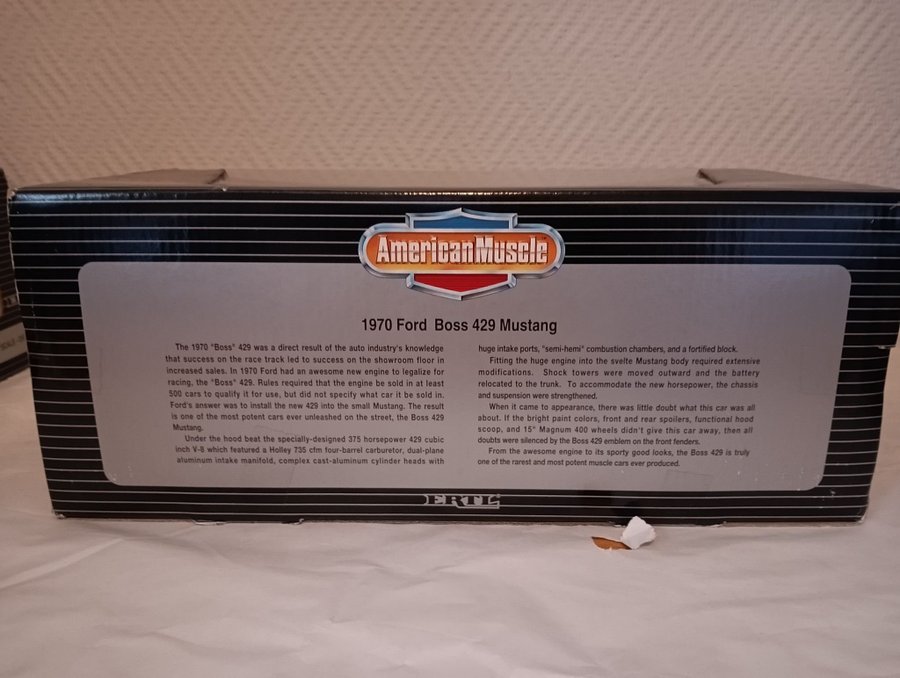 AmericanMuscle
1970 Ford Boss 429 Mustang
The 1970 "Boss" 429 was a direct result of the auto industry's knowledge
that success on the race track led to success on the showroom floor in
increased sales. In 1970 Ford had an awesome new engine to legalize for
racing, the "Boss" 429. Rules required that the engine be sold in at least
500 cars to qualify it for use, but did not specify what car it be sold in.
Ford's answer was to install the new 429 into the small Mustang. The result
is one of the most potent cars ever unleashed on the street, the Boss 429
Mustang.
Under the hood beat the specially-designed 375 horsepower 429 cubic
inch V-8 which featured a Holley 735 cfm four-barrel carburetor, dual-plane
aluminum intake manifold, complex cast-aluminum cylinder heads with
huge intake ports, "semi-hemi" combustion chambers, and a fortified block.
Fitting the huge engine into the svelte Mustang body required extensive
modifications. Shock towers were moved outward and the battery
relocated to the trunk. To accommodate the new horsepower, the chassis
and suspension were strengthened.
When it came to appearance, there was little doubt what this car was all
about. If the bright paint colors, front and rear spoilers, functional hood
scoop, and 15" Magnum 400 wheels didn't give this car away, then all
doubts were silenced by the Boss 429 emblem on the front fenders.
From the awesome engine to its sporty good looks, the Boss 429 is truly
one of the rarest and most potent muscle cars ever produced.
ERTL